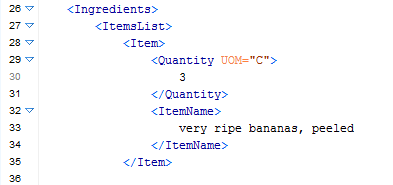 26 <Ingredients>
27 <ItemsList>
28 <Item>
29 <Quantity UOM="C">
30 3
31 </Quantity>
32 <ItemName>
33 very ripe bananas, peeled
34 </ItemName>
35 </Item>
36